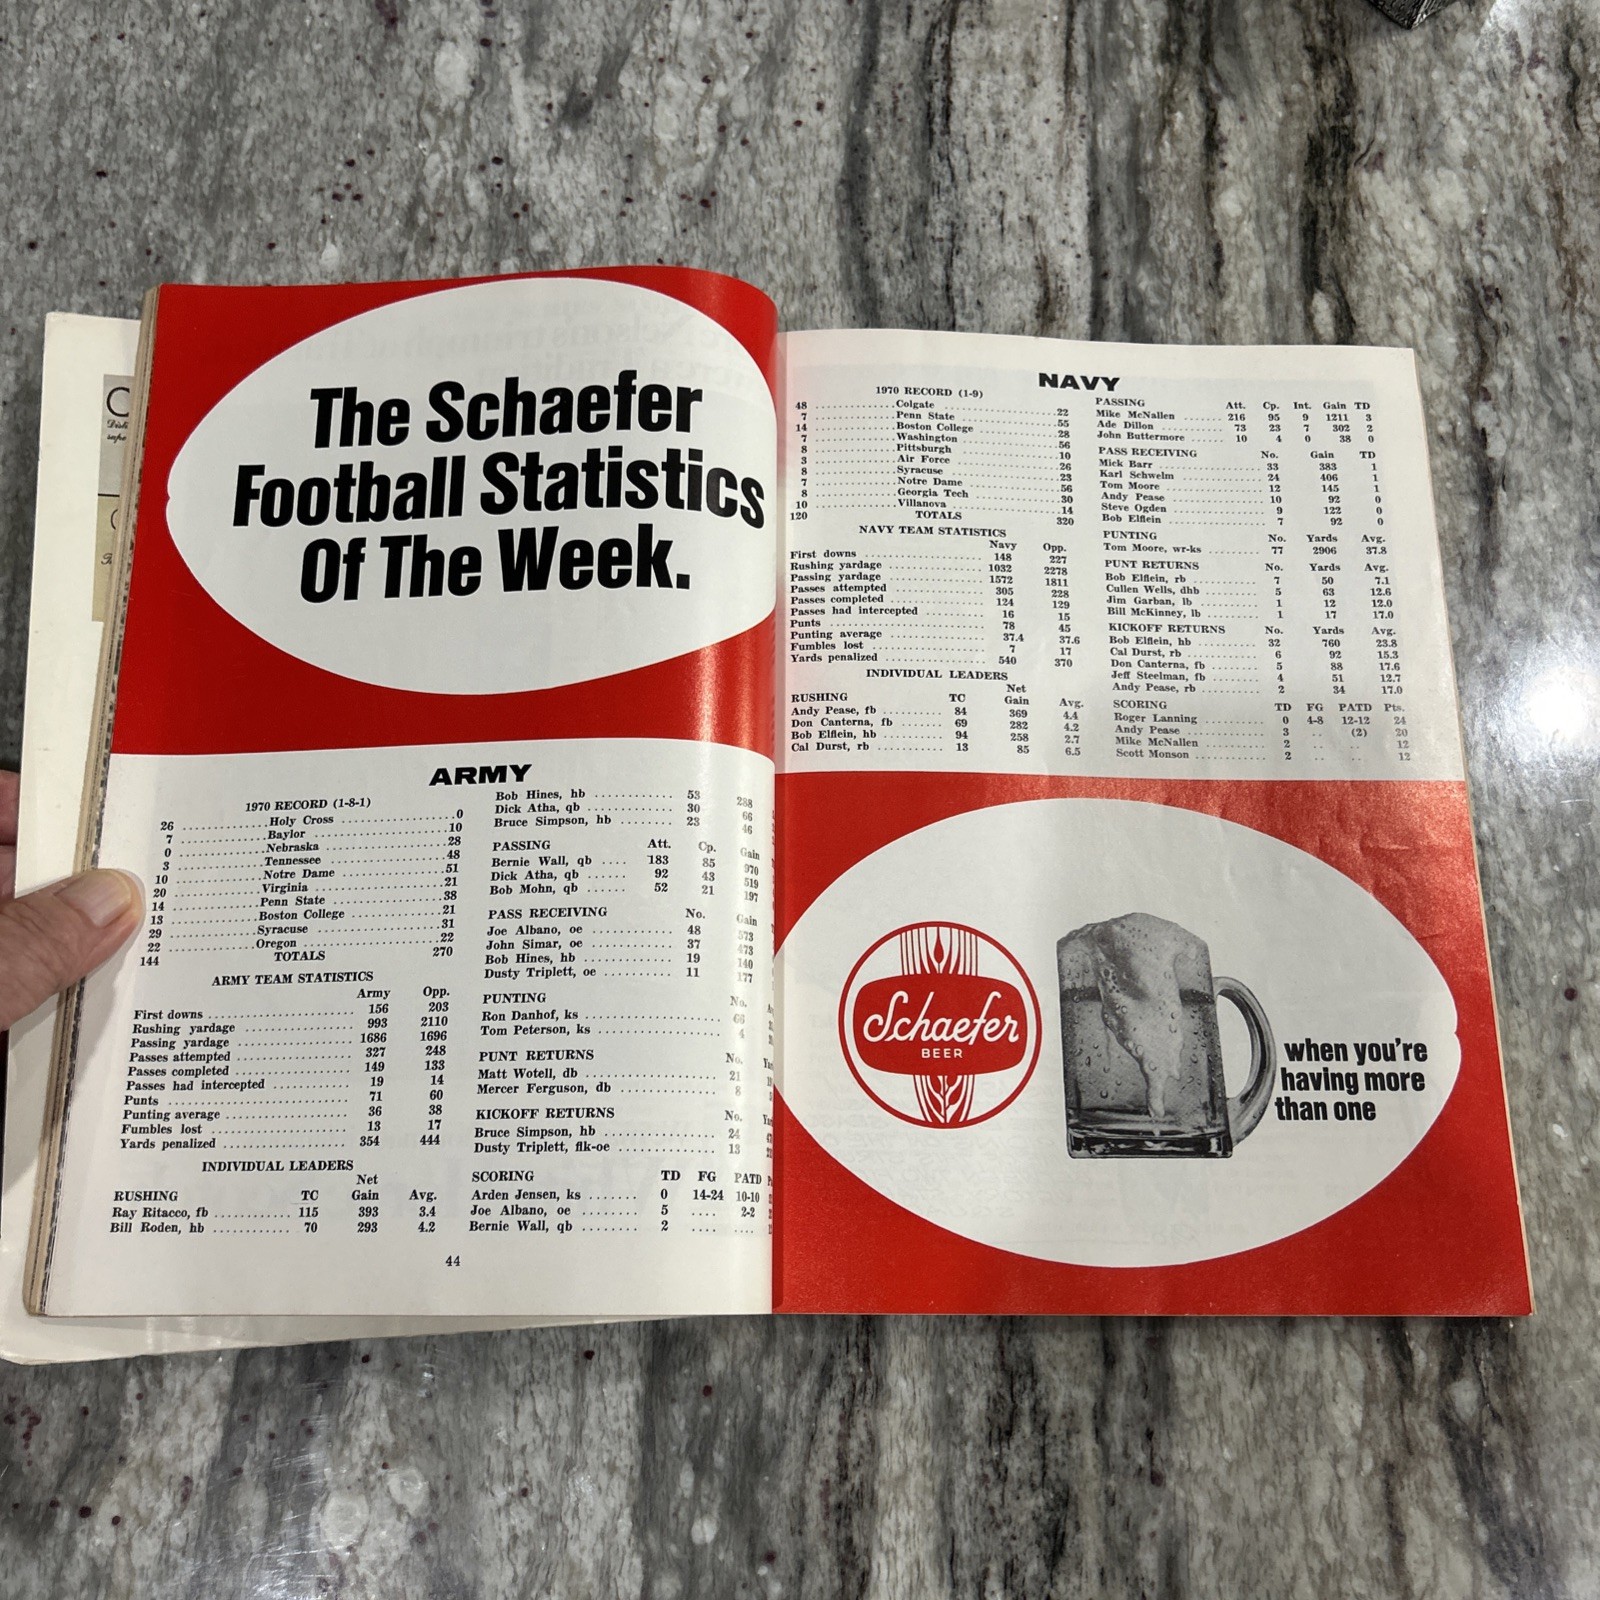 The Schaefer
Football Statistics
Of The Week.
ARMY
1970 RECORD (1-8-1)
26 Holy Cross 0
7 Baylor 10
0 Nebraska 28
3 Tennessee 48
10 Notre Dame 51
20 Virginia 21
14 Penn State 38
13 Boston College 21
29 Syracuse 31
22 Oregon 22
144 TOTALS 270
ARMY TEAM STATISTICS
Army Opp.
First downs 156 203
Rushing yardage 993 2110
Passing yardage 1686 1696
Passes attempted 327 248
Passes completed 149 133
Passes had intercepted 19 14
Punts 71 60
Punting average 36 38
Fumbles lost 13 17
Yards penalized 354 444
INDIVIDUAL LEADERS
Net
RUSHING TC Gain Avg.
Ray Ritacco, fb 115 393 3.4
Bill Roden, hb 70 293 4.2
Bob Hines, hb 53 288
Dick Atha, qb 30 66
Bruce Simpson, hb 23 46
PASSING Att. Cp. Gain
Bernie Wall, qb 183 85 970
Dick Atha, qb 92 43 519
Bob Mohn, qb 52 21 197
PASS RECEIVING No. Gain
Joe Albano, oe 48 573
John Simar, oe 37 473
Bob Hines, hb 19 140
Dusty Triplett, oe 11 177
PUNTING No.
Ron Danhof, ks 66
Tom Peterson, ks 4
PUNT RETURNS No.
Matt Wotell, db 21
Mercer Ferguson, db 8
KICKOFF RETURNS No.
Bruce Simpson, hb 24
Dusty Triplett, flk-oe 13
SCORING TD FG PATD
Arden Jensen, ks 0 14-24 10-10
Joe Albano, oe 5 .... 2-2
Bernie Wall, qb 2 .... ....
44
NAVY
1970 RECORD (1-9)
48 Colgate 22
7 Penn State 55
14 Boston College 28
7 Washington 56
8 Pittsburgh 10
3 Air Force 26
8 Syracuse 23
7 Notre Dame 56
8 Georgia Tech 30
10 Villanova 14
120 TOTALS 320
NAVY TEAM STATISTICS
Navy Opp.
First downs 148 227
Rushing yardage 1032 2278
Passing yardage 1572 1811
Passes attempted 305 228
Passes completed 124 129
Passes had intercepted 16 15
Punts 78 45
Punting average 37.4 37.6
Fumbles lost 7 17
Yards penalized 540 370
INDIVIDUAL LEADERS
Net
RUSHING TC Gain Avg.
Andy Pease, fb 84 369 4.4
Don Canterna, fb 69 282 4.2
Bob Elflein, hb 94 258 2.7
Cal Durst, rb 13 85 6.5
PASSING Att. Cp. Int. Gain TD
Mike McNallen 216 95 9 1211 3
Ade Dillon 73 23 7 302 2
John Buttermore 10 4 0 38 0
PASS RECEIVING No. Gain TD
Mick Barr 33 383 1
Karl Schwelm 24 406 1
Tom Moore 12 145 1
Andy Pease 10 92 0
Steve Ogden 9 122 0
Bob Elflein 7 92 0
PUNTING No. Yards Avg.
Tom Moore, wr-ks 77 2906 37.8
PUNT RETURNS No. Yards Avg.
Bob Elflein, rb 7 50 7.1
Cullen Wells, dhb 5 63 12.6
Jim Garban, lb 1 12 12.0
Bill McKinney, lb 1 17 17.0
KICKOFF RETURNS No. Yards Avg.
Bob Elflein, hb 32 760 23.8
Cal Durst, rb 6 92 15.3
Don Canterna, fb 5 88 17.6
Jeff Steelman, fb 4 51 12.7
Andy Pease, rb 2 34 17.0
SCORING TD FG PATD Pts.
Roger Lanning 0 4-8 12-12 24
Andy Pease 3 .. (2) 20
Mike McNallen 2 .. .. 12
Scott Monson 2 .. .. 12
Schaefer
BEER
when you're
having more
than one